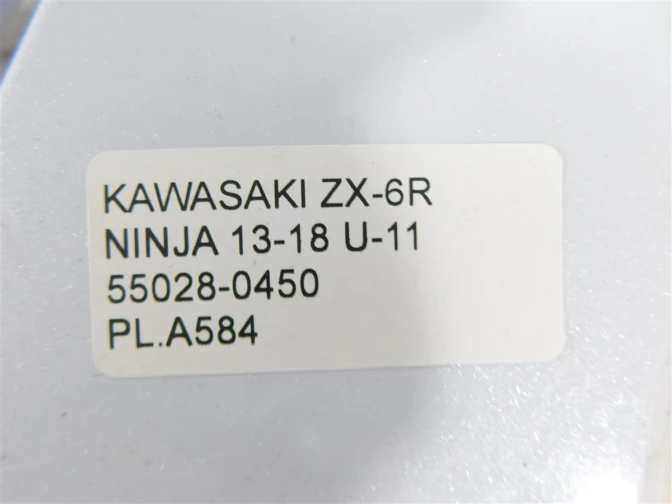 KAWASAKI ZX-6R
NINJA 13-18 U-11
55028-0450
PL.A584